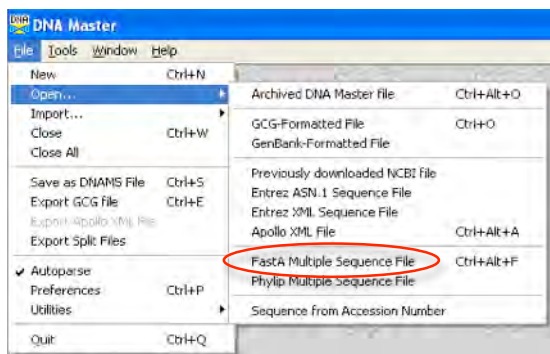 DNA Master
File Tools Window Help
New Ctrl+N
Open...
Import...
Close Ctrl+W
Close All
Save as DNAMS File Ctrl+S
Export GCG file Ctrl+E
Export Apollo XML File
Export Split Files
Autoparse
Preferences Ctrl+P
Utilities
Quit Ctrl+Q
Archived DNA Master file Ctrl+Alt+O
GCG-Formatted File Ctrl+O
GenBank-Formatted File
Previously downloaded NCBI file
Entrez ASN.1 Sequence File
Entrez XML Sequence File
Apollo XML File Ctrl+Alt+A
FastA Multiple Sequence File Ctrl+Alt+F
Phylip Multiple Sequence File
Sequence from Accession Number